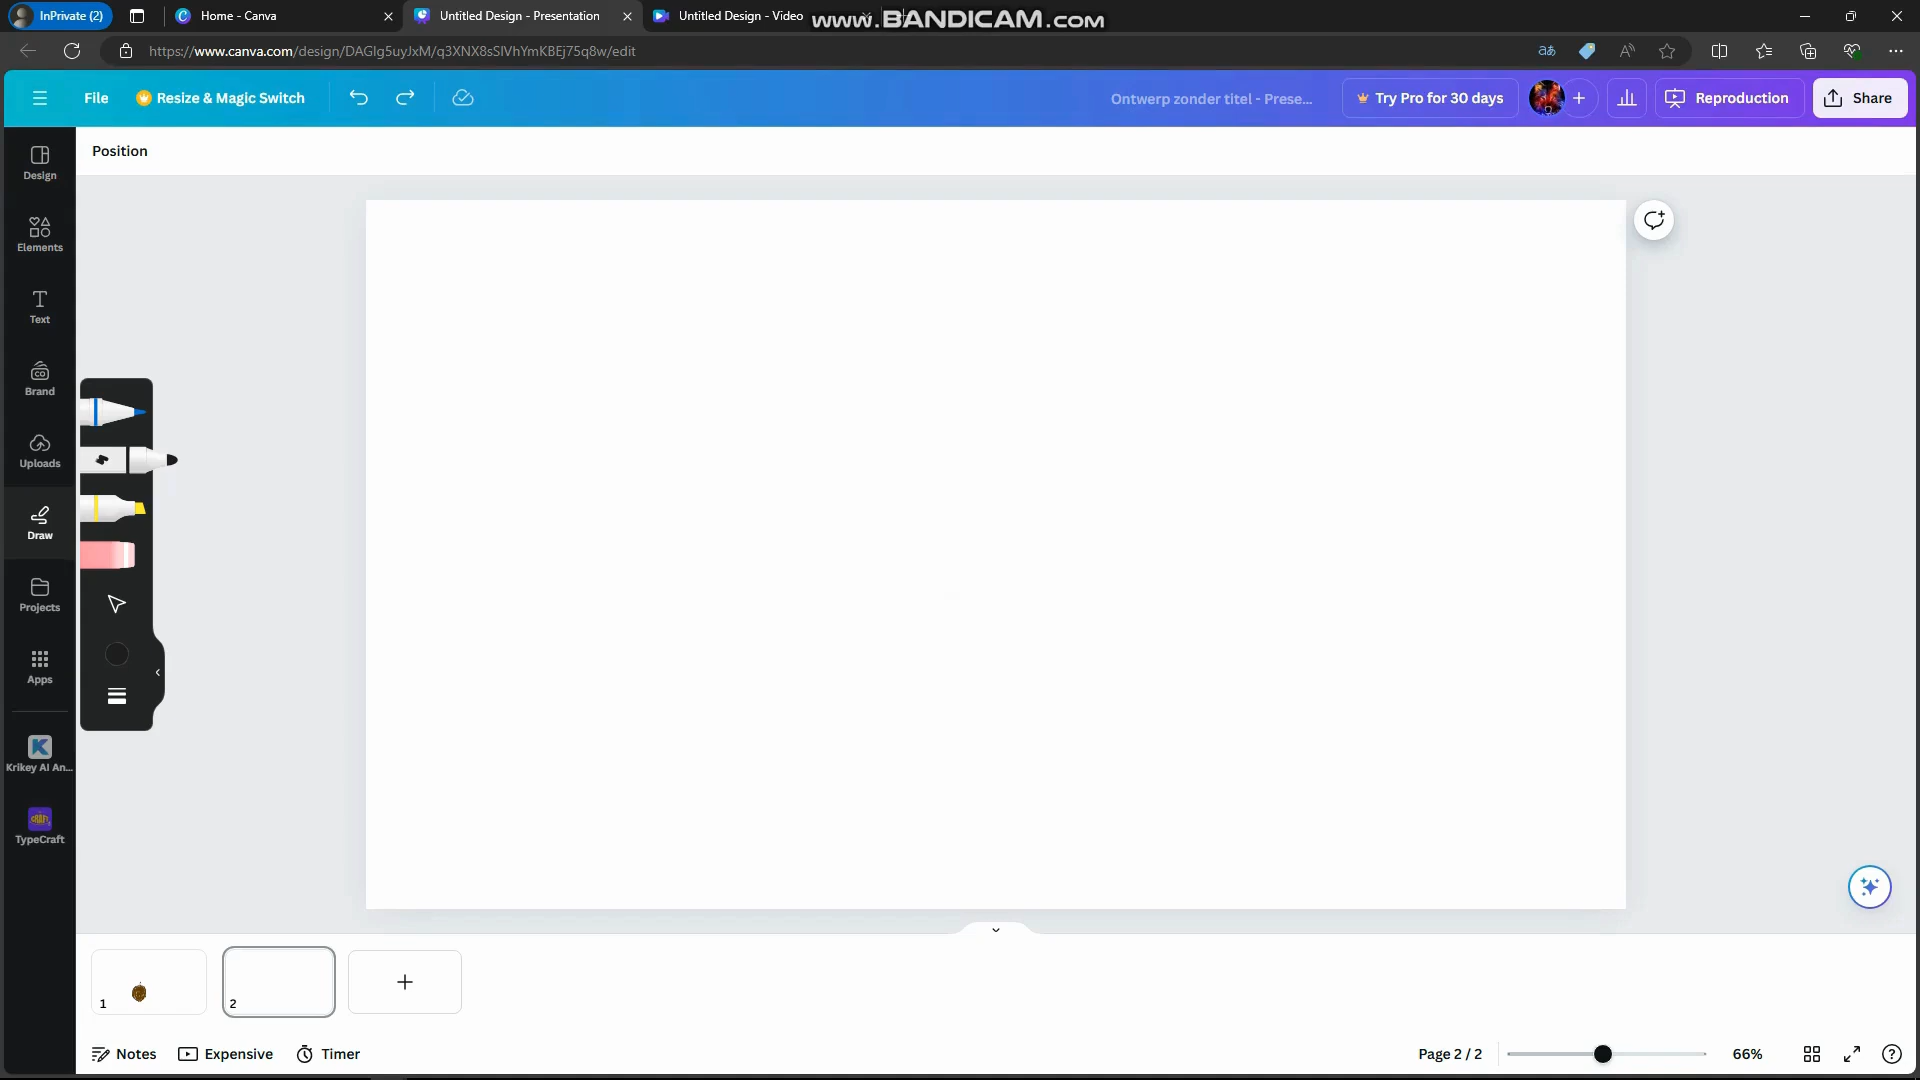 InPrivate (2)
Home - Canva
Untitled Design - Presentation
Untitled Design - Video
www.BANDICAM.com
https://www.canva.com/design/DAGlg5uyJxM/q3XNX8sSlVhYmKBEj75q8w/edit
File
Resize & Magic Switch
Ontwerp zonder titel - Prese...
Try Pro for 30 days
Reproduction
Share
Position
Design
Elements
Text
Brand
Uploads
Draw
Projects
Apps
Krikey AI An...
CRAFT
TypeCraft
1
2
Notes
Expensive
Timer
Page 2 / 2
66%